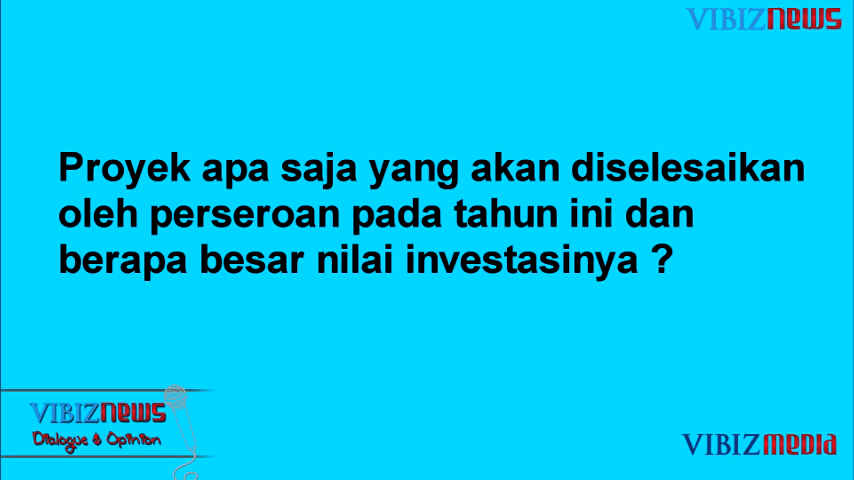 VIBIZNEWS
Proyek apa saja yang akan diselesaikan
oleh perseroan pada tahun ini dan
berapa besar nilai investasinya ?
VIBIZNEWS
Dialogue & Opinion
VIBIZMEDIA